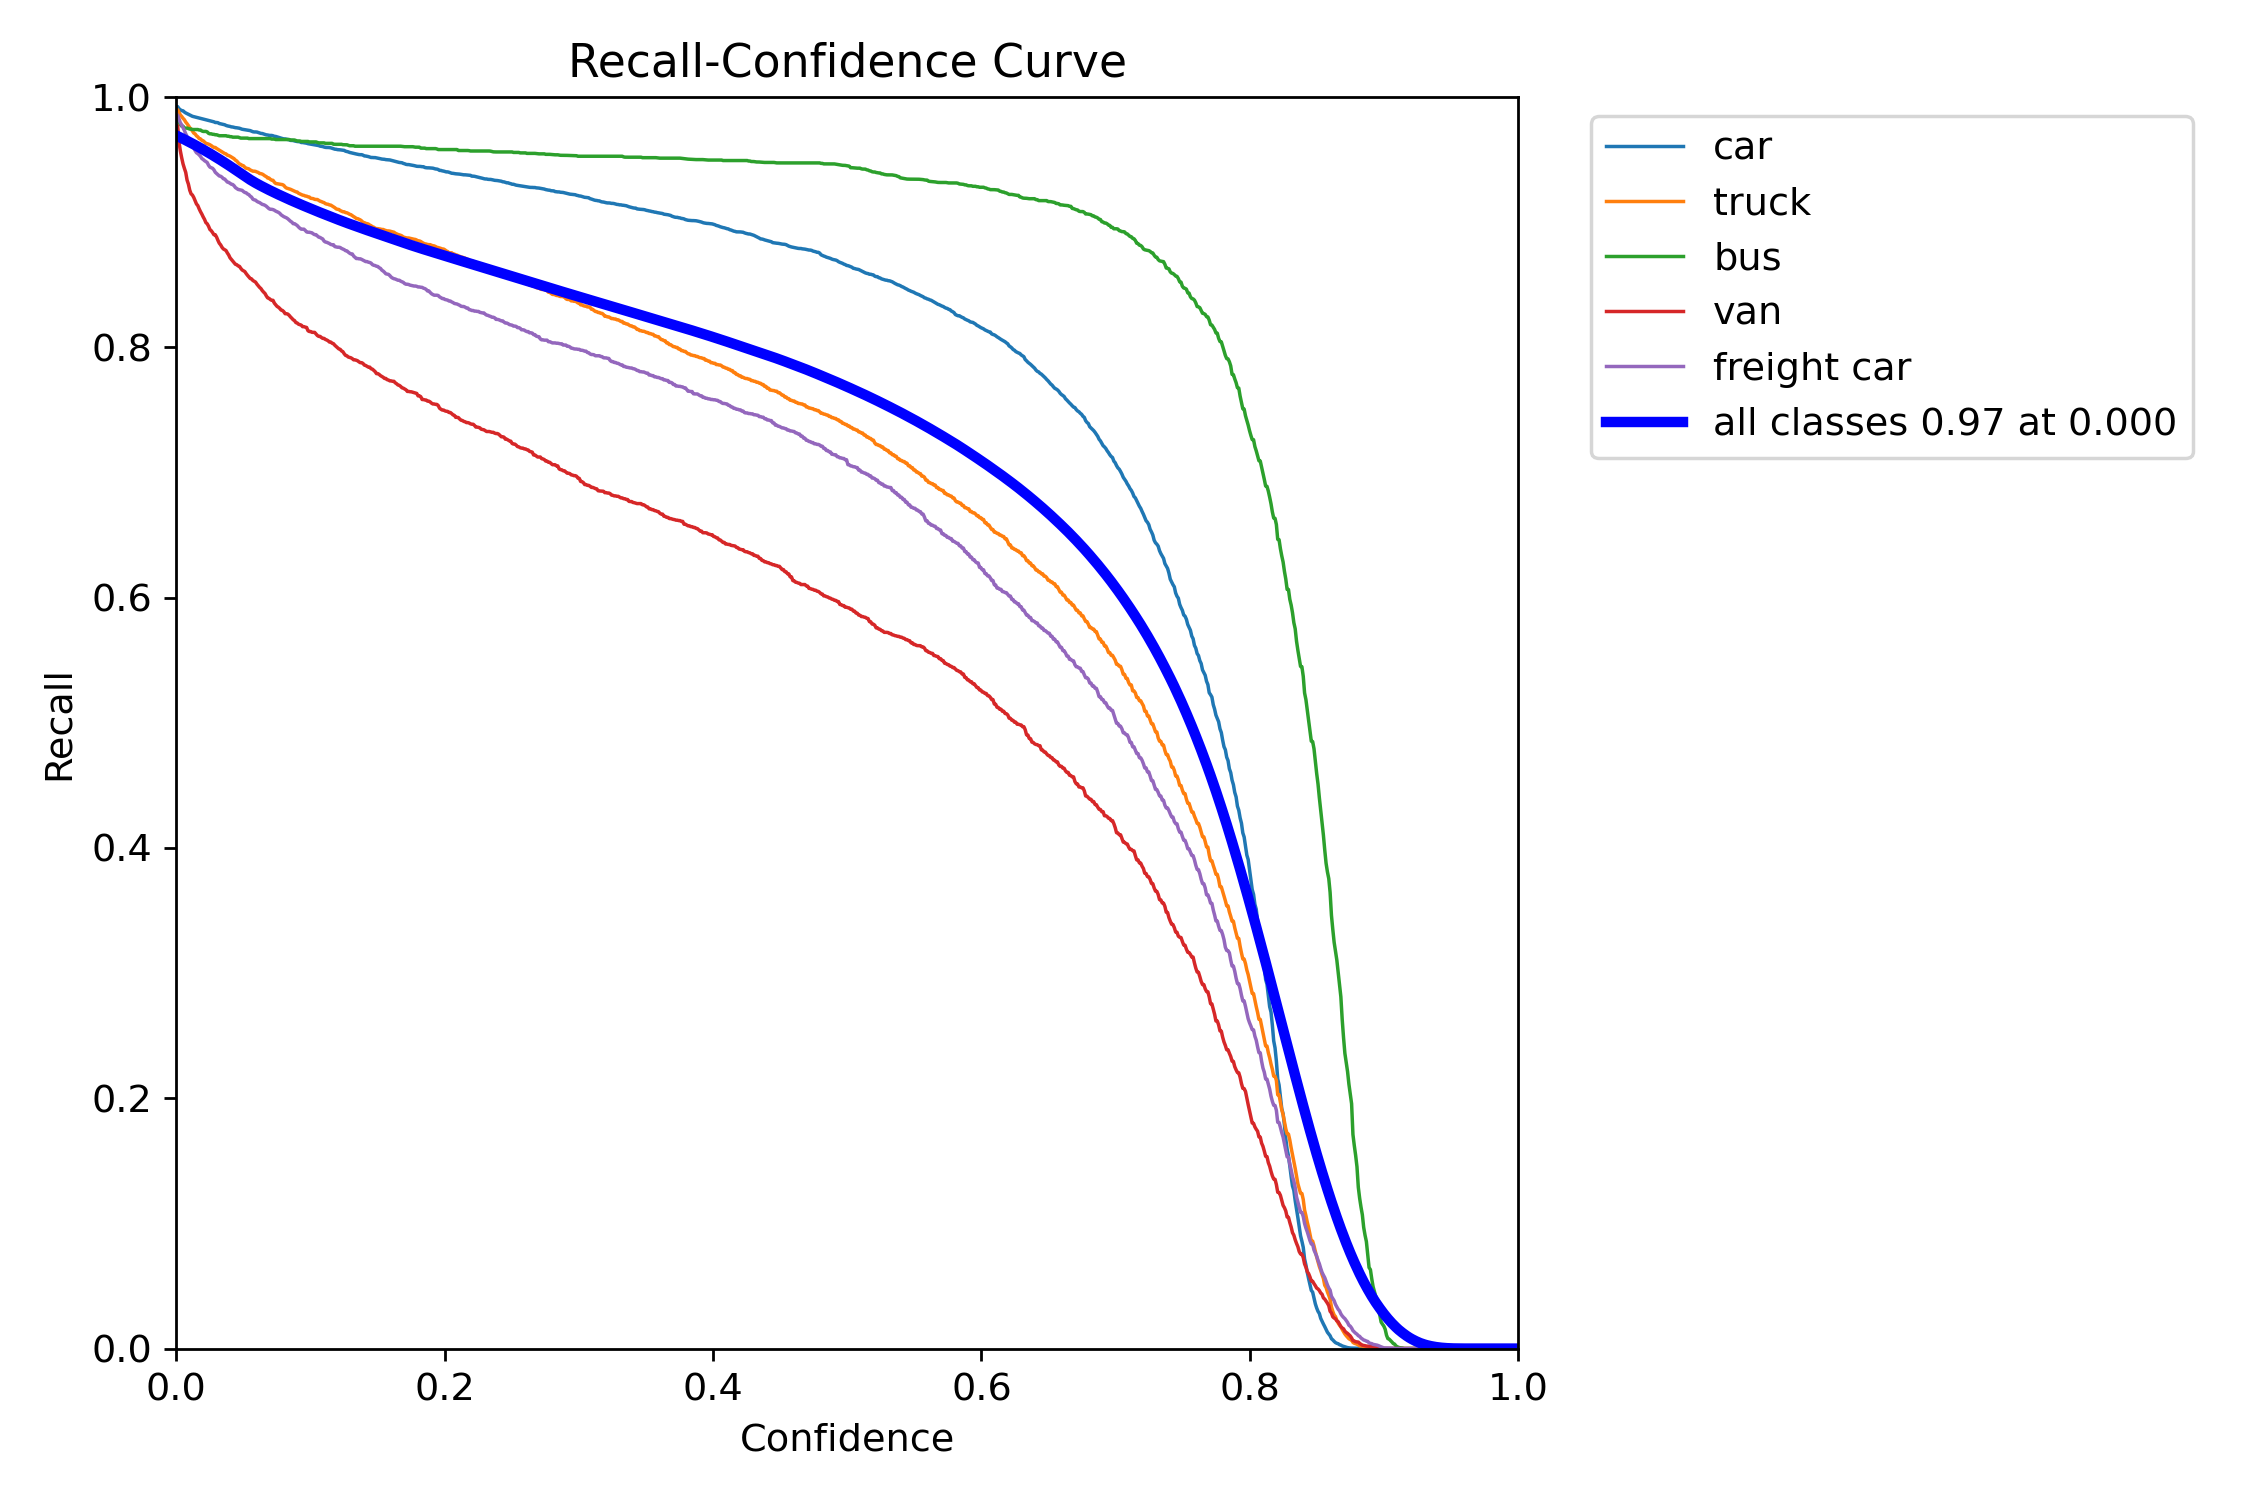 Recall-Confidence Curve
1.0
0.8
0.6
0.4
0.2
0.0
Recall
0.0 0.2 0.4 0.6 0.8 1.0
Confidence
car
truck
bus
van
freight car
all classes 0.97 at 0.000